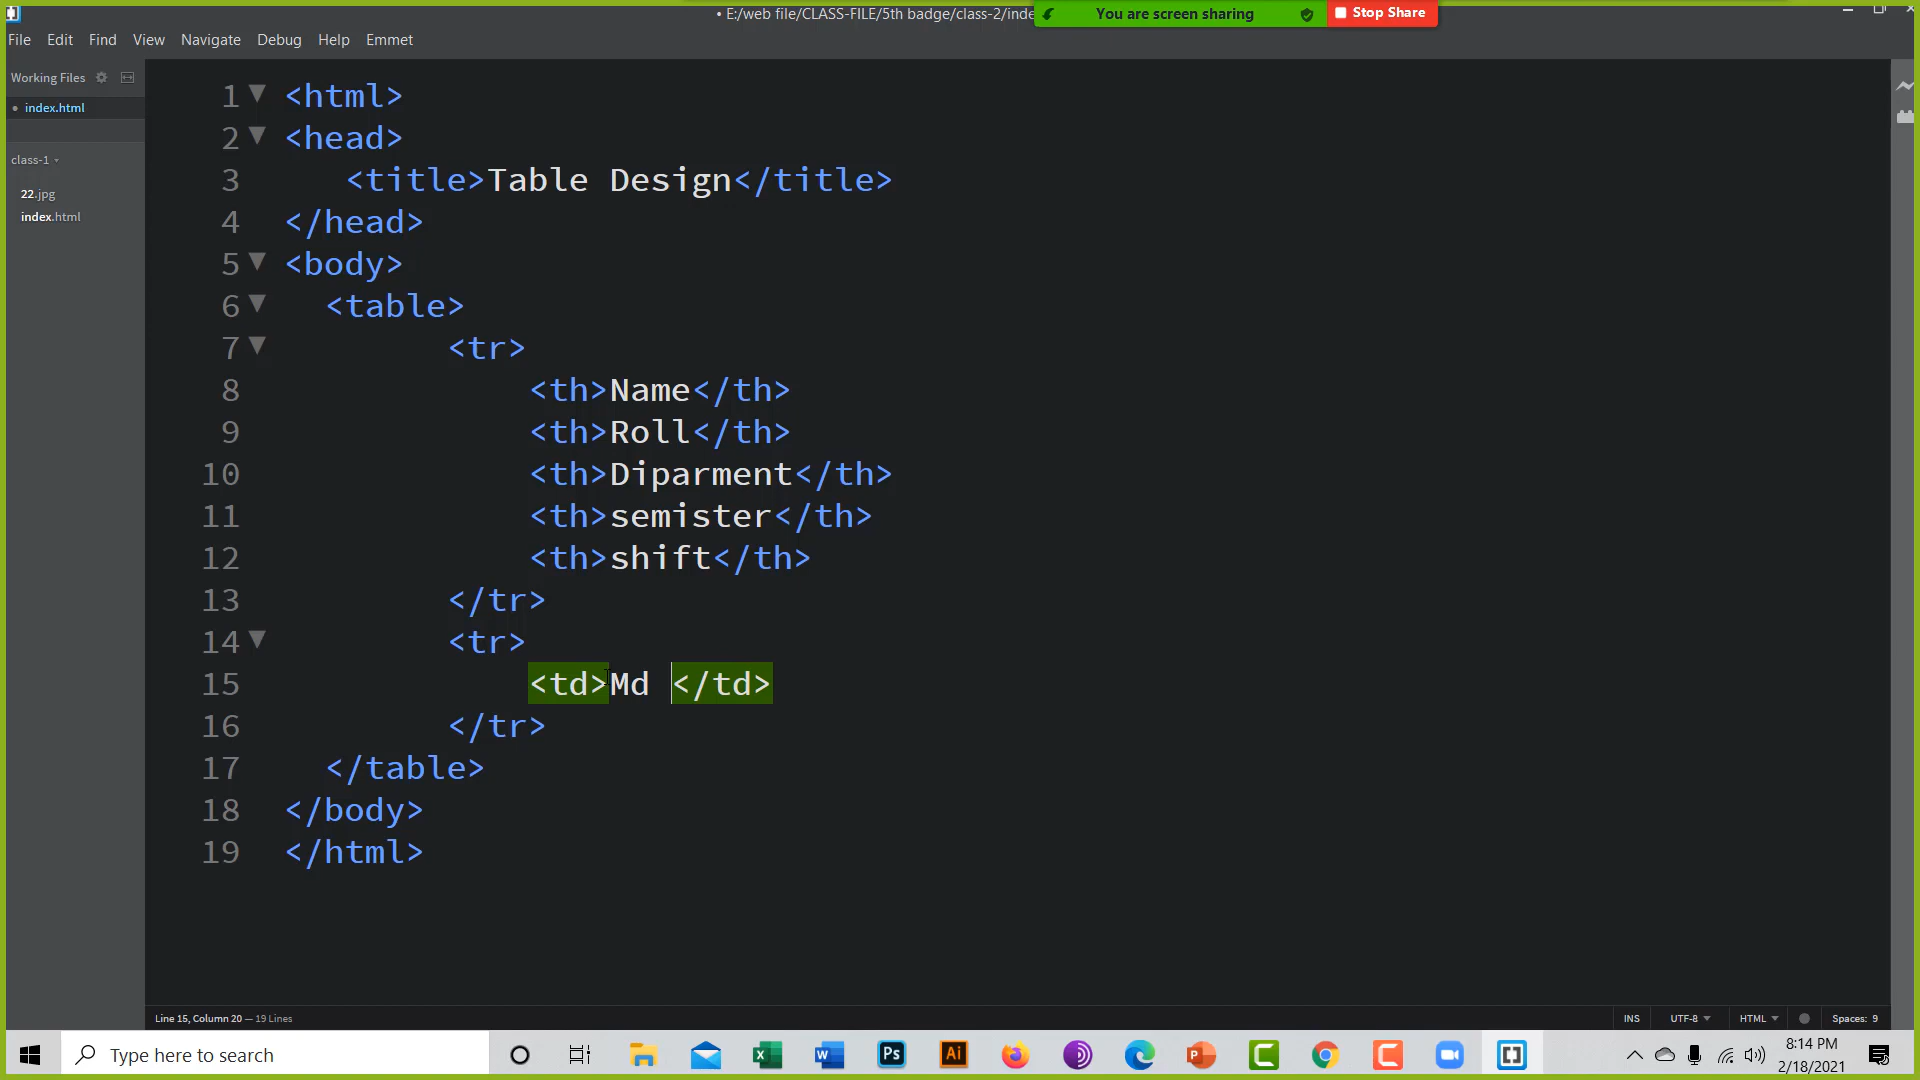 • E:/web file/CLASS-FILE/5th badge/class-2/inde
You are screen sharing
Stop Share
File Edit Find View Navigate Debug Help Emmet
Working Files
• index.html
class-1
22.jpg
index.html
1 <html>
2 <head>
3 <title>Table Design</title>
4 </head>
5 <body>
6 <table>
7 <tr>
8 <th>Name</th>
9 <th>Roll</th>
10 <th>Diparment</th>
11 <th>semister</th>
12 <th>shift</th>
13 </tr>
14 <tr>
15 <td>Md </td>
16 </tr>
17 </table>
18 </body>
19 </html>
Line 15, Column 20 — 19 Lines
INS UTF-8 HTML Spaces: 9
Type here to search
Ps
Ai
8:14 PM
2/18/2021